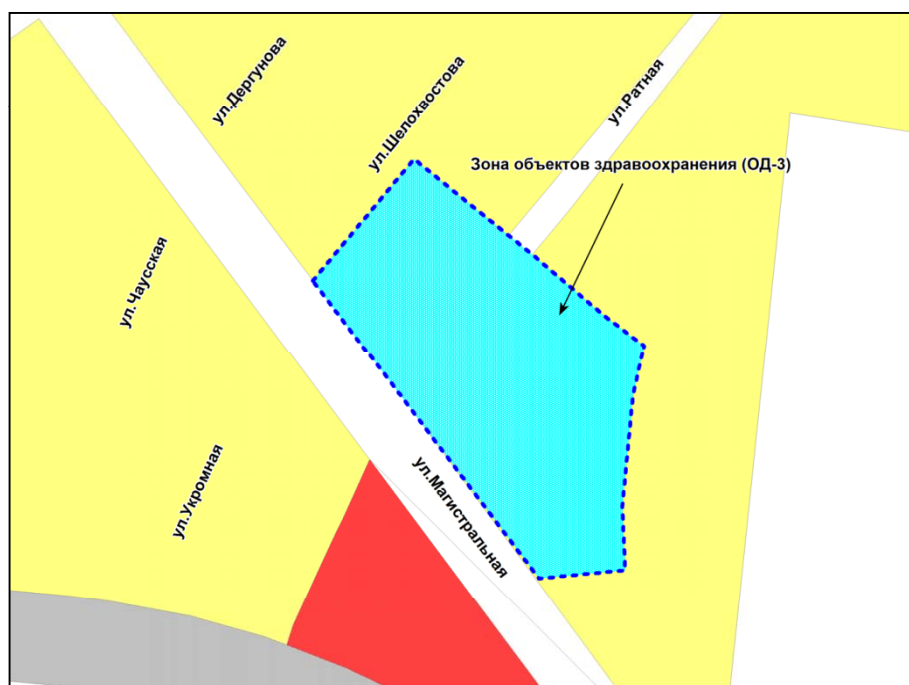 ул.Дергунова
ул.Шелохвостова
ул.Ратная
Зона объектов здравоохранения (ОД-3)
ул.Чаусская
ул.Укромная
ул.Магистральная